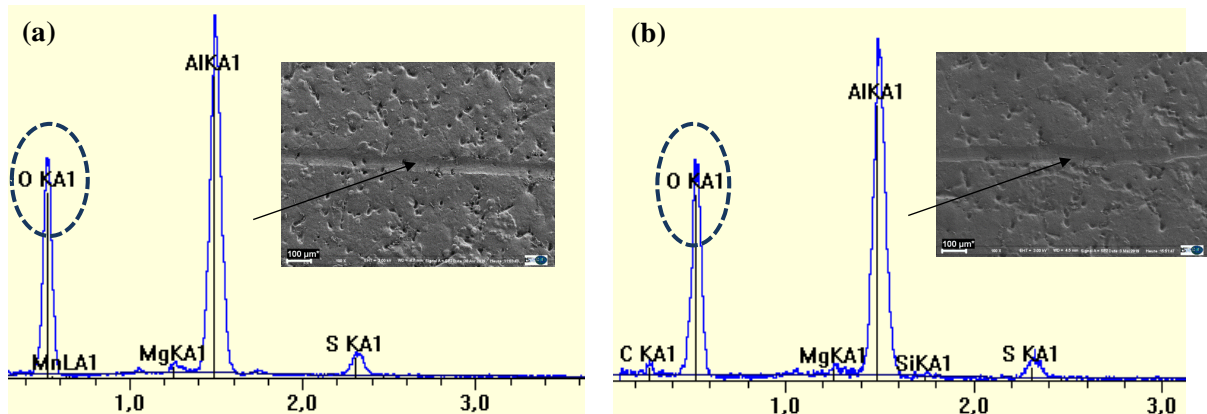 (a)
AlKA1
O KA1
MnLA1
MgKA1
S KA1
1,0
2,0
3,0
100 µm*
(b)
AlKA1
O KA1
C KA1
MgKA1
SiKA1
S KA1
1,0
2,0
3,0
100 µm*